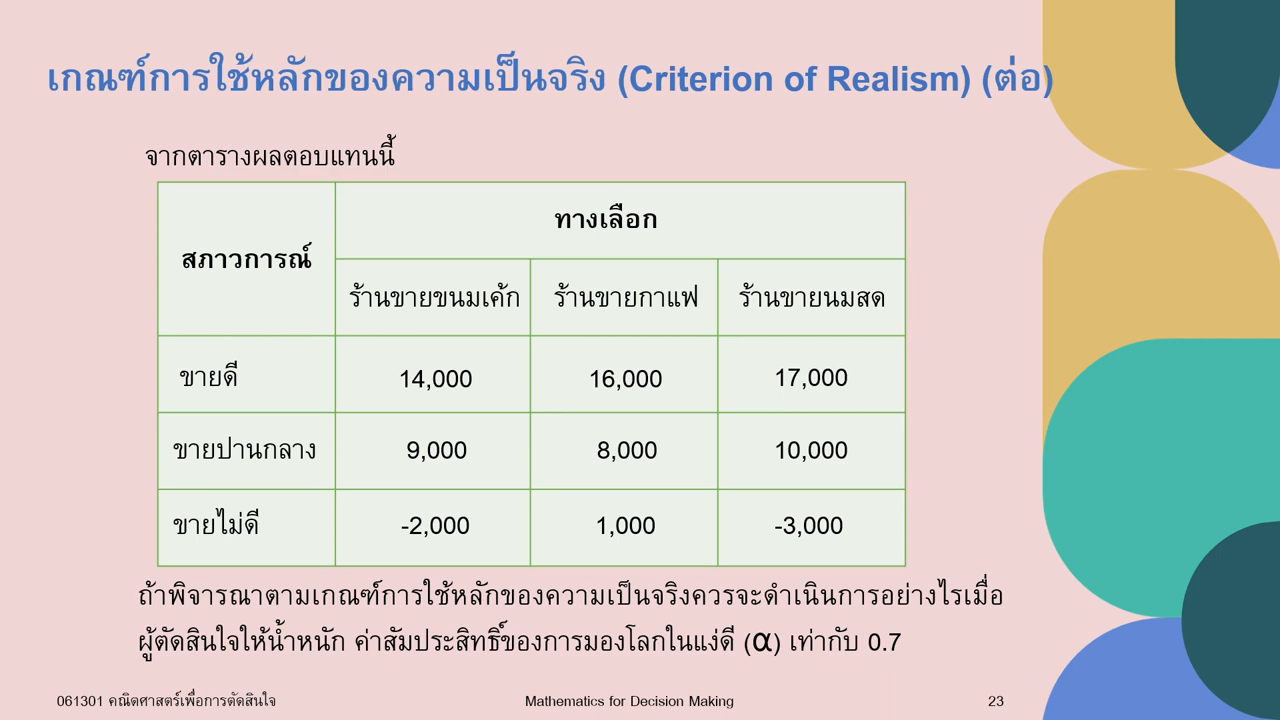 เกณฑ์การใช้หลักของความเป็นจริง (Criterion of Realism) (ต่อ)
จากตารางผลตอบแทนนี้
สภาวการณ์ ทางเลือก
ร้านขายขนมเค้ก ร้านขายกาแฟ ร้านขายนมสด
ขายดี 14,000 16,000 17,000
ขายปานกลาง 9,000 8,000 10,000
ขายไม่ดี -2,000 1,000 -3,000
ถ้าพิจารณาตามเกณฑ์การใช้หลักของความเป็นจริงควรจะดำเนินการอย่างไรเมื่อ
ผู้ตัดสินใจให้น้ำหนัก ค่าสัมประสิทธิ์ของการมองโลกในแง่ดี (α) เท่ากับ 0.7
061301 คณิตศาสตร์เพื่อการตัดสินใจ Mathematics for Decision Making 23